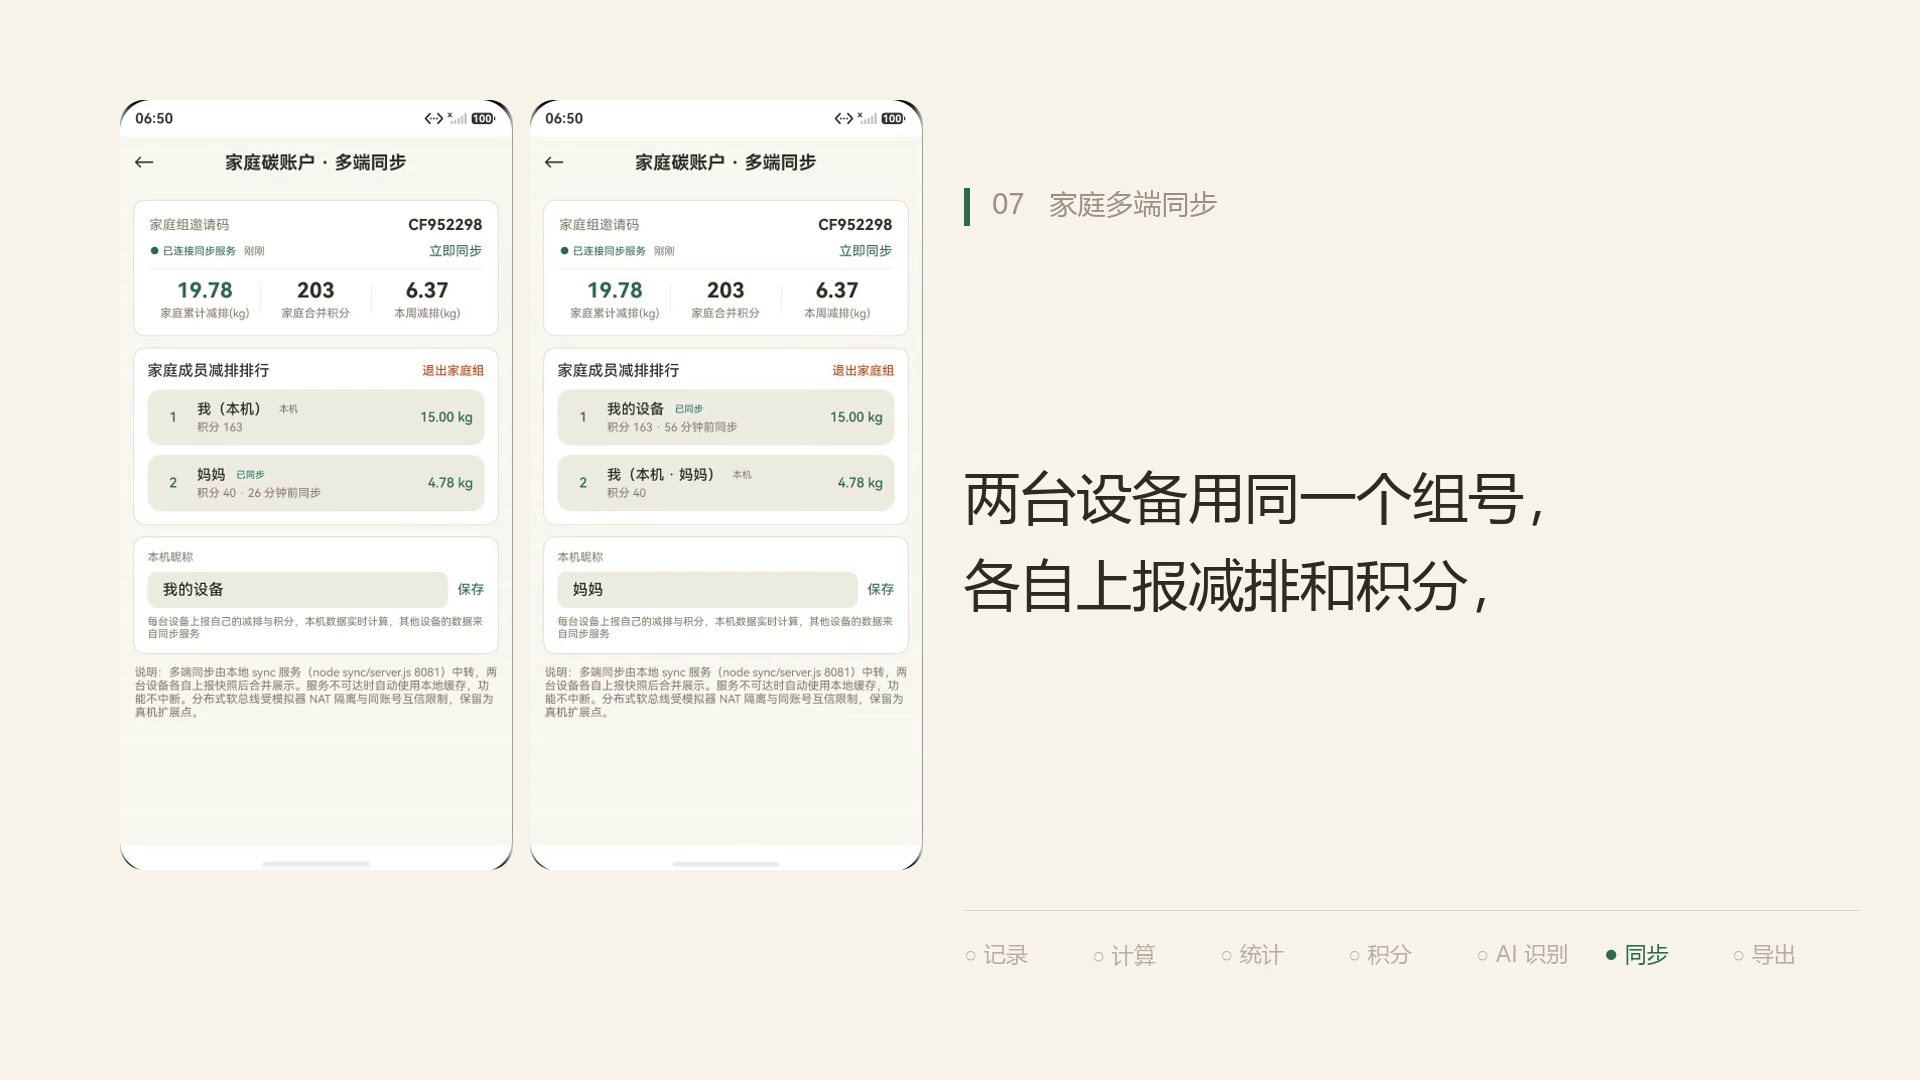 06:50
100
家庭碳账户 · 多端同步
家庭组邀请码
CF952298
已连接同步服务 刚刚
立即同步
19.78
203
6.37
家庭累计减排(kg)
家庭合并积分
本周减排(kg)
家庭成员减排排行
退出家庭组
1
我（本机） 本机
积分 163
15.00 kg
2
妈妈 已同步
积分 40 · 26 分钟前同步
4.78 kg
本机昵称
我的设备
保存
每台设备上报自己的减排与积分，本机数据实时计算，其他设备的数据来
自同步服务
说明：多端同步由本地 sync 服务（node sync/server.js 8081）中转，两
台设备各自上报快照后合并展示。服务不可达时自动使用本地缓存，功
能不中断。分布式软总线受模拟器 NAT 隔离与同账号互信限制，保留为
真机扩展点。
06:50
100
家庭碳账户 · 多端同步
家庭组邀请码
CF952298
已连接同步服务 刚刚
立即同步
19.78
203
6.37
家庭累计减排(kg)
家庭合并积分
本周减排(kg)
家庭成员减排排行
退出家庭组
1
我的设备 已同步
积分 163 · 56 分钟前同步
15.00 kg
2
我（本机 · 妈妈） 本机
积分 40
4.78 kg
本机昵称
妈妈
保存
每台设备上报自己的减排与积分，本机数据实时计算，其他设备的数据来
自同步服务
说明：多端同步由本地 sync 服务（node sync/server.js 8081）中转，两
台设备各自上报快照后合并展示。服务不可达时自动使用本地缓存，功
能不中断。分布式软总线受模拟器 NAT 隔离与同账号互信限制，保留为
真机扩展点。
07 家庭多端同步
两台设备用同一个组号，
各自上报减排和积分，
记录
计算
统计
积分
AI 识别
同步
导出